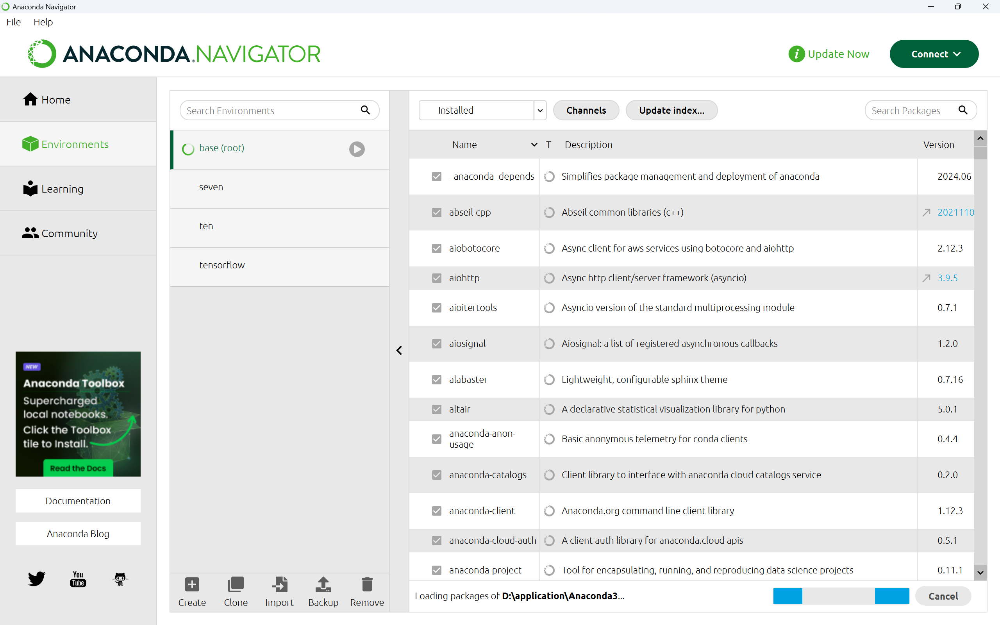 Anaconda Navigator
File Help
ANACONDA.NAVIGATOR
Update Now
Connect
Home
Environments
Learning
Community
NEW
Anaconda Toolbox
Supercharged
local notebooks.
Click the Toolbox
tile to Install.
Read the Docs
Documentation
Anaconda Blog
You
Tube
Search Environments
base (root)
seven
ten
tensorflow
Create Clone Import Backup Remove
Installed Channels Update index... Search Packages
Name T Description Version
_anaconda_depends Simplifies package management and deployment of anaconda 2024.06
abseil-cpp Abseil common libraries (c++) 2021110
aiobotocore Async client for aws services using botocore and aiohttp 2.12.3
aiohttp Async http client/server framework (asyncio) 3.9.5
aioitertools Asyncio version of the standard multiprocessing module 0.7.1
aiosignal Aiosignal: a list of registered asynchronous callbacks 1.2.0
alabaster Lightweight, configurable sphinx theme 0.7.16
altair A declarative statistical visualization library for python 5.0.1
anaconda-anon-
usage Basic anonymous telemetry for conda clients 0.4.4
anaconda-catalogs Client library to interface with anaconda cloud catalogs service 0.2.0
anaconda-client Anaconda.org command line client library 1.12.3
anaconda-cloud-auth A client auth library for anaconda.cloud apis 0.5.1
anaconda-project Tool for encapsulating, running, and reproducing data science projects 0.11.1
Loading packages of D:\application\Anaconda3... Cancel